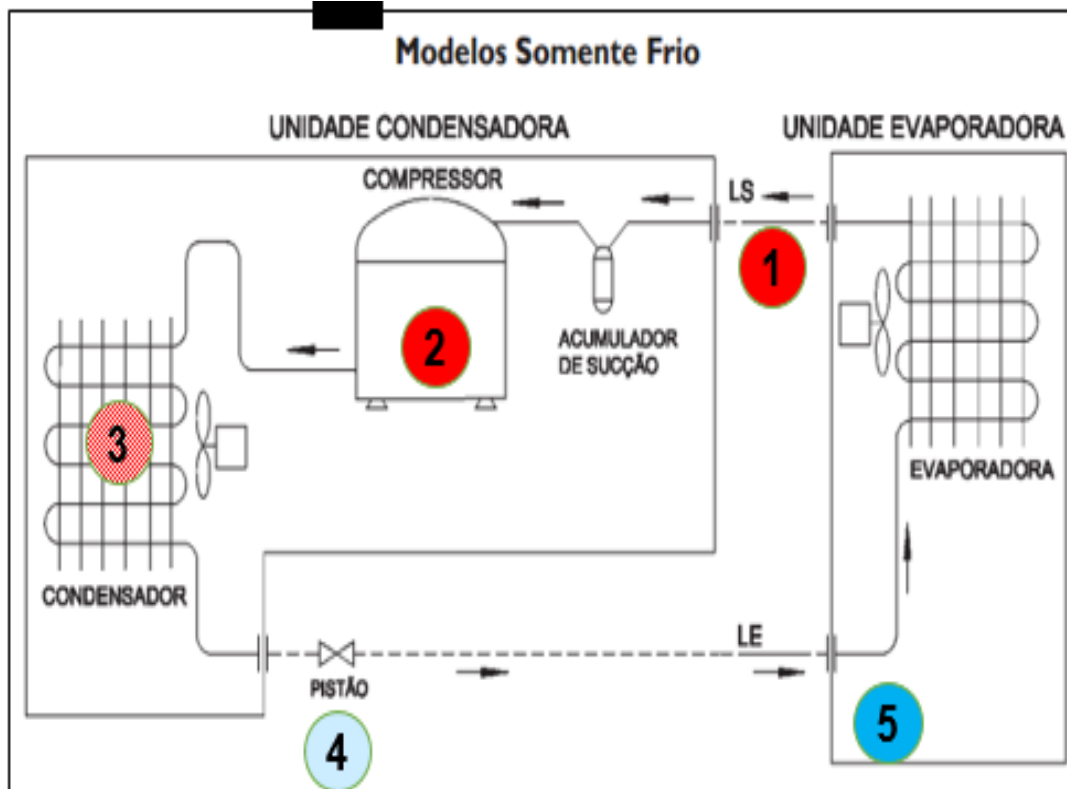 Modelos Somente Frio
UNIDADE CONDENSADORA
UNIDADE EVAPORADORA
COMPRESSOR
LS
1
2
ACUMULADOR
DE SUCÇÃO
3
EVAPORADORA
CONDENSADOR
LE
PISTÃO
4
5